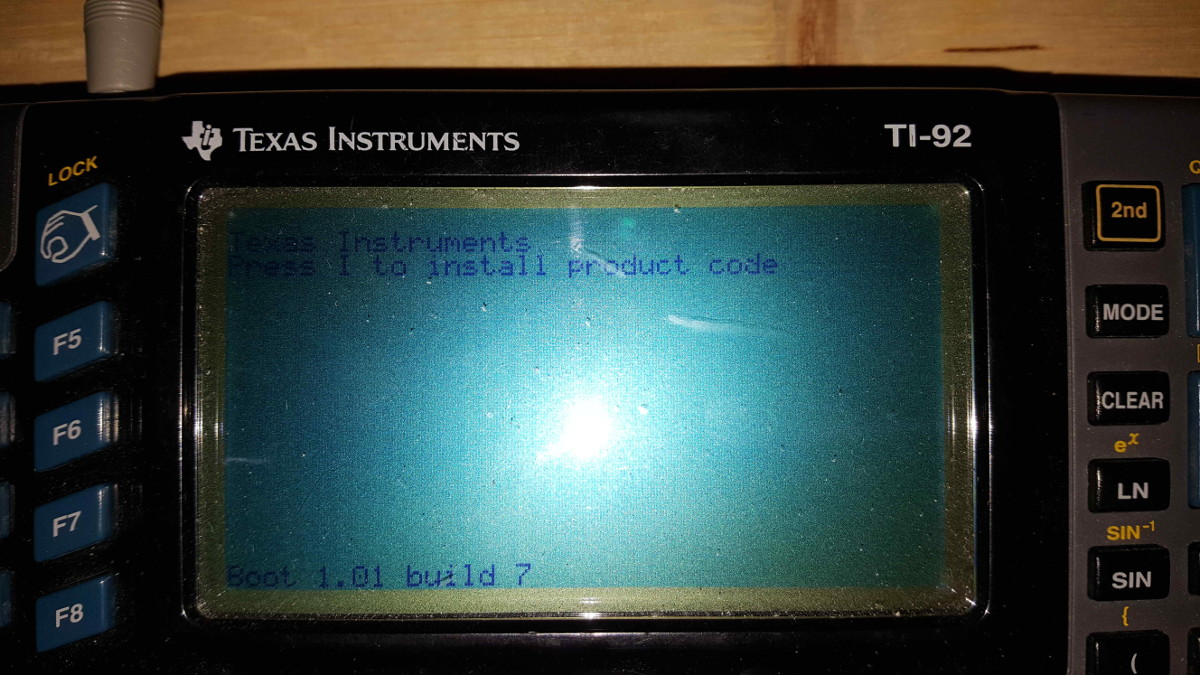 TEXAS INSTRUMENTS
TI-92
LOCK
Texas Instruments
Press I to install product code
2nd
MODE
F5
CLEAR
F6
eˣ
LN
F7
SIN⁻¹
SIN
Boot 1.01 build 7
F8
{
(